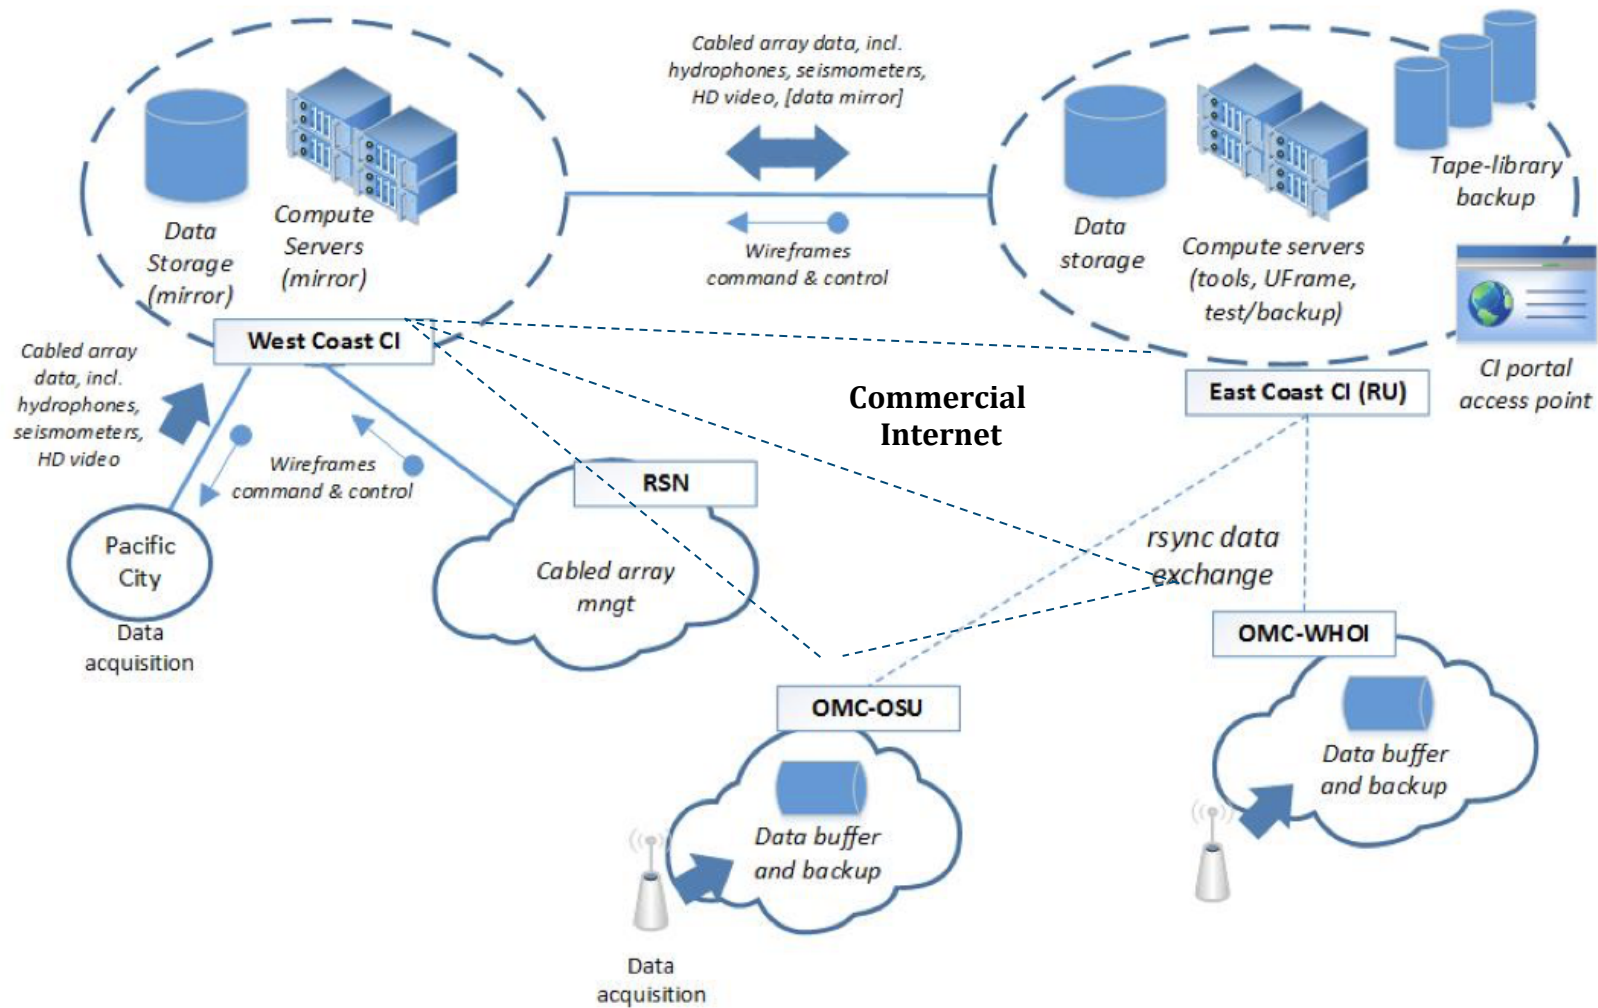 Cabled array data, incl.
hydrophones, seismometers,
HD video, [data mirror]
Data
Storage
(mirror)
Compute
Servers
(mirror)
Wireframes
command & control
Data
storage
Compute servers
(tools, UFrame,
test/backup)
Tape-library
backup
CI portal
access point
West Coast CI
East Coast CI (RU)
Cabled array
data, incl.
hydrophones,
seismometers,
HD video
Commercial
Internet
Wireframes
command & control
RSN
Cabled array
mngt
Pacific
City
Data
acquisition
rsync data
exchange
OMC-WHOI
Data buffer
and backup
OMC-OSU
Data buffer
and backup
Data
acquisition